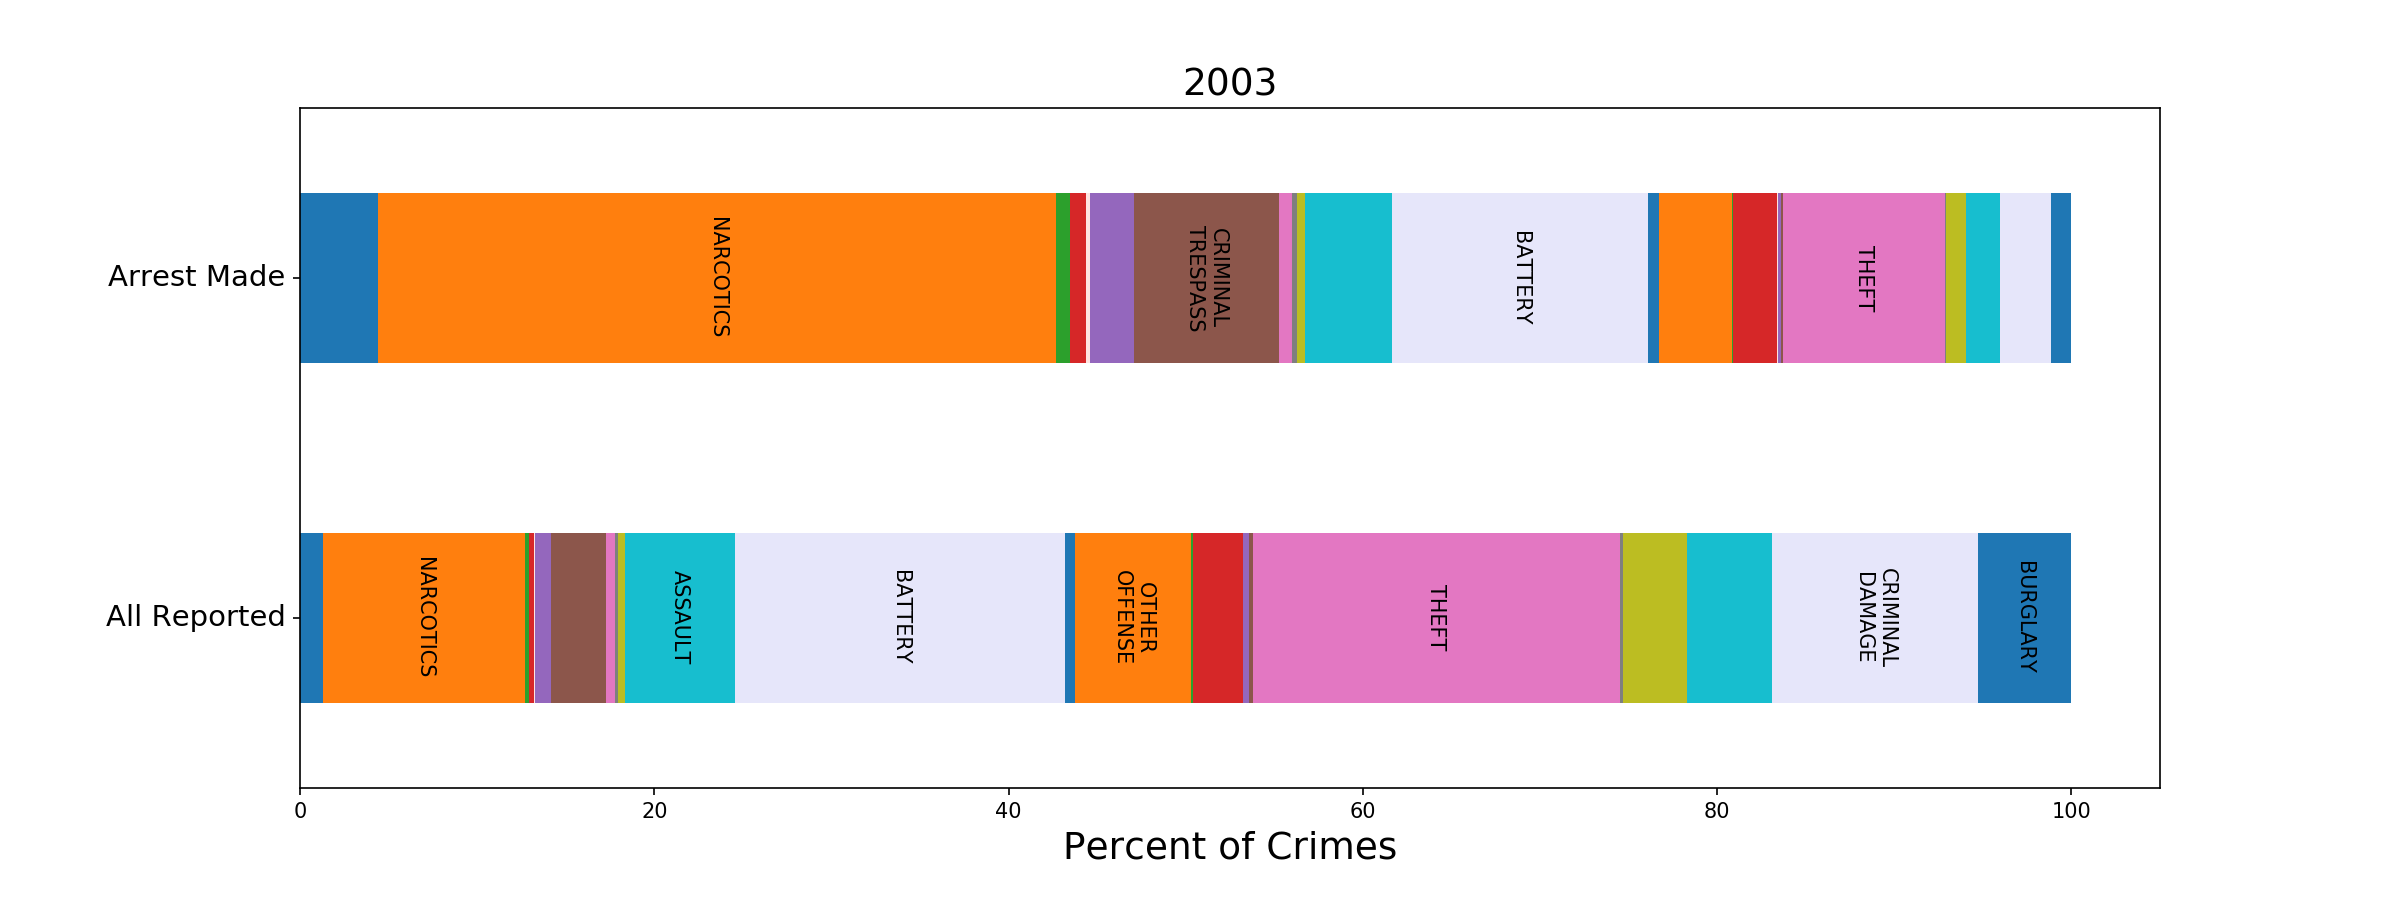 2003
Arrest Made
NARCOTICS
CRIMINAL
TRESPASS
BATTERY
THEFT
All Reported
NARCOTICS
ASSAULT
BATTERY
OTHER
OFFENSE
THEFT
CRIMINAL
DAMAGE
BURGLARY
0 20 40 60 80 100
Percent of Crimes